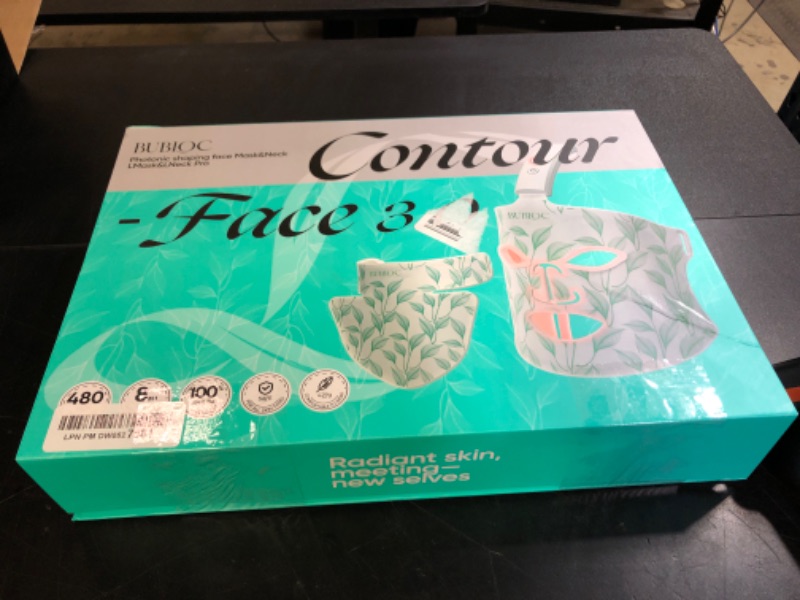 BUBIOC
Photonic shaping face Mask&Neck
LMask&LNeck Pro
Contour
-Face 3
BUBIOC
BUBIOC
480
100%
LPN PM
Radiant skin,
meeting—
new selves